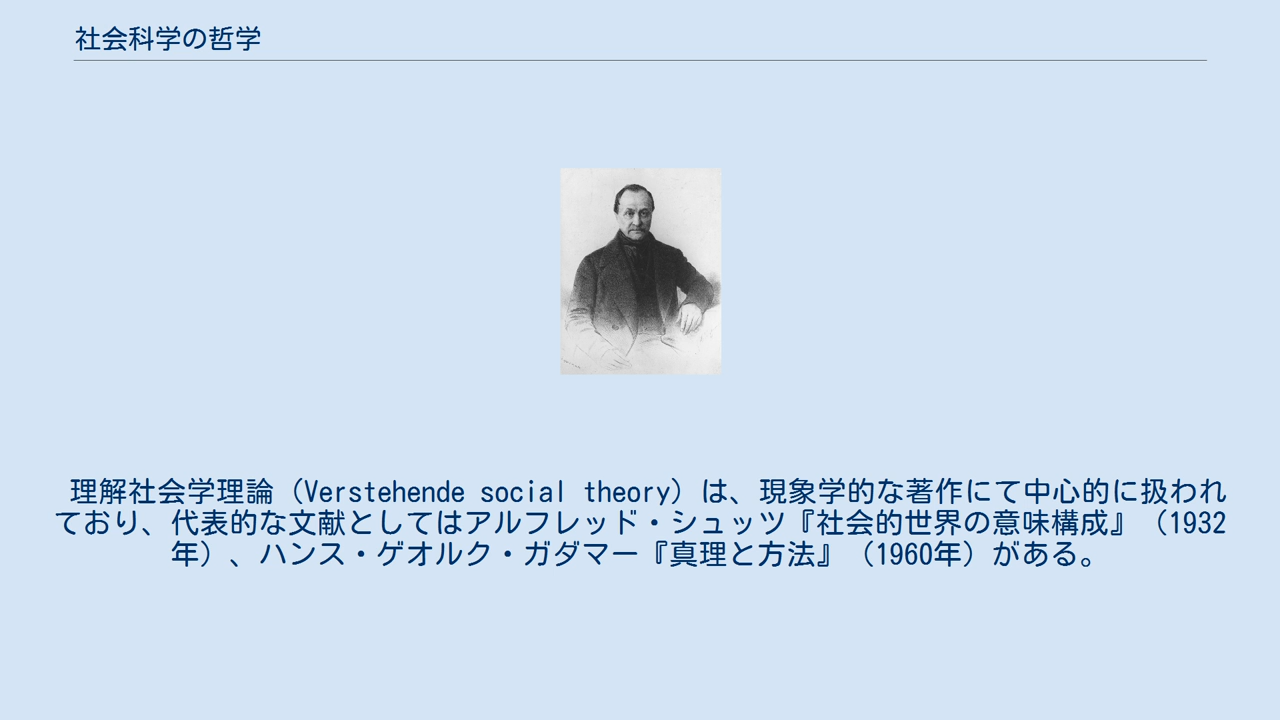 社会科学の哲学
理解社会学理論（Verstehende social theory）は、現象学的な著作にて中心的に扱われ
ており、代表的な文献としてはアルフレッド・シュッツ『社会的世界の意味構成』（1932
年）、ハンス・ゲオルク・ガダマー『真理と方法』（1960年）がある。